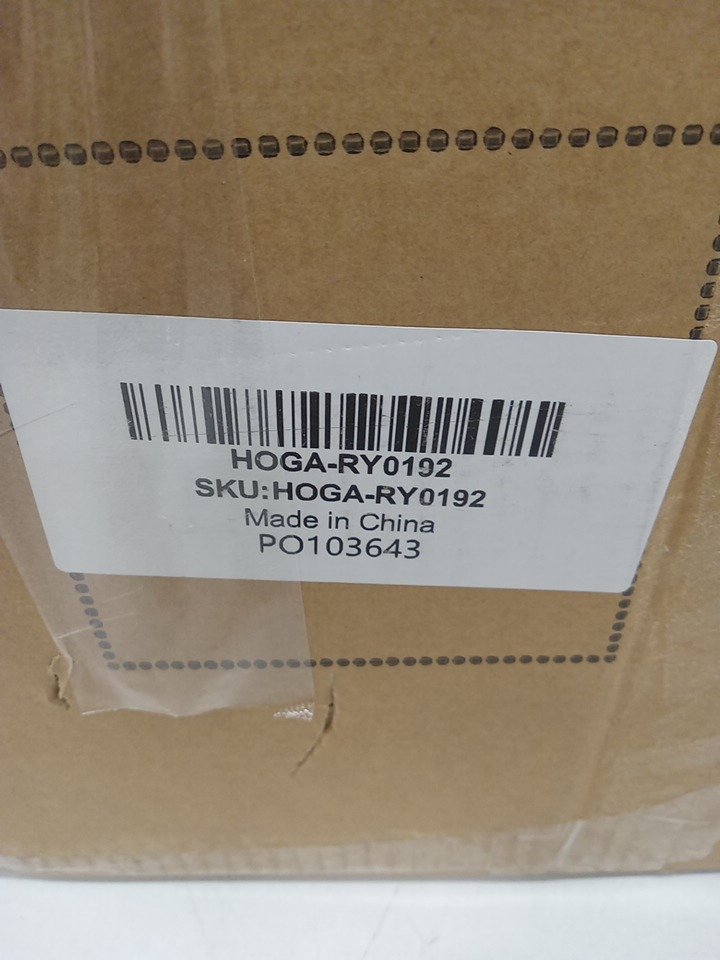 HOGA-RY0192
SKU:HOGA-RY0192
Made in China
PO103643